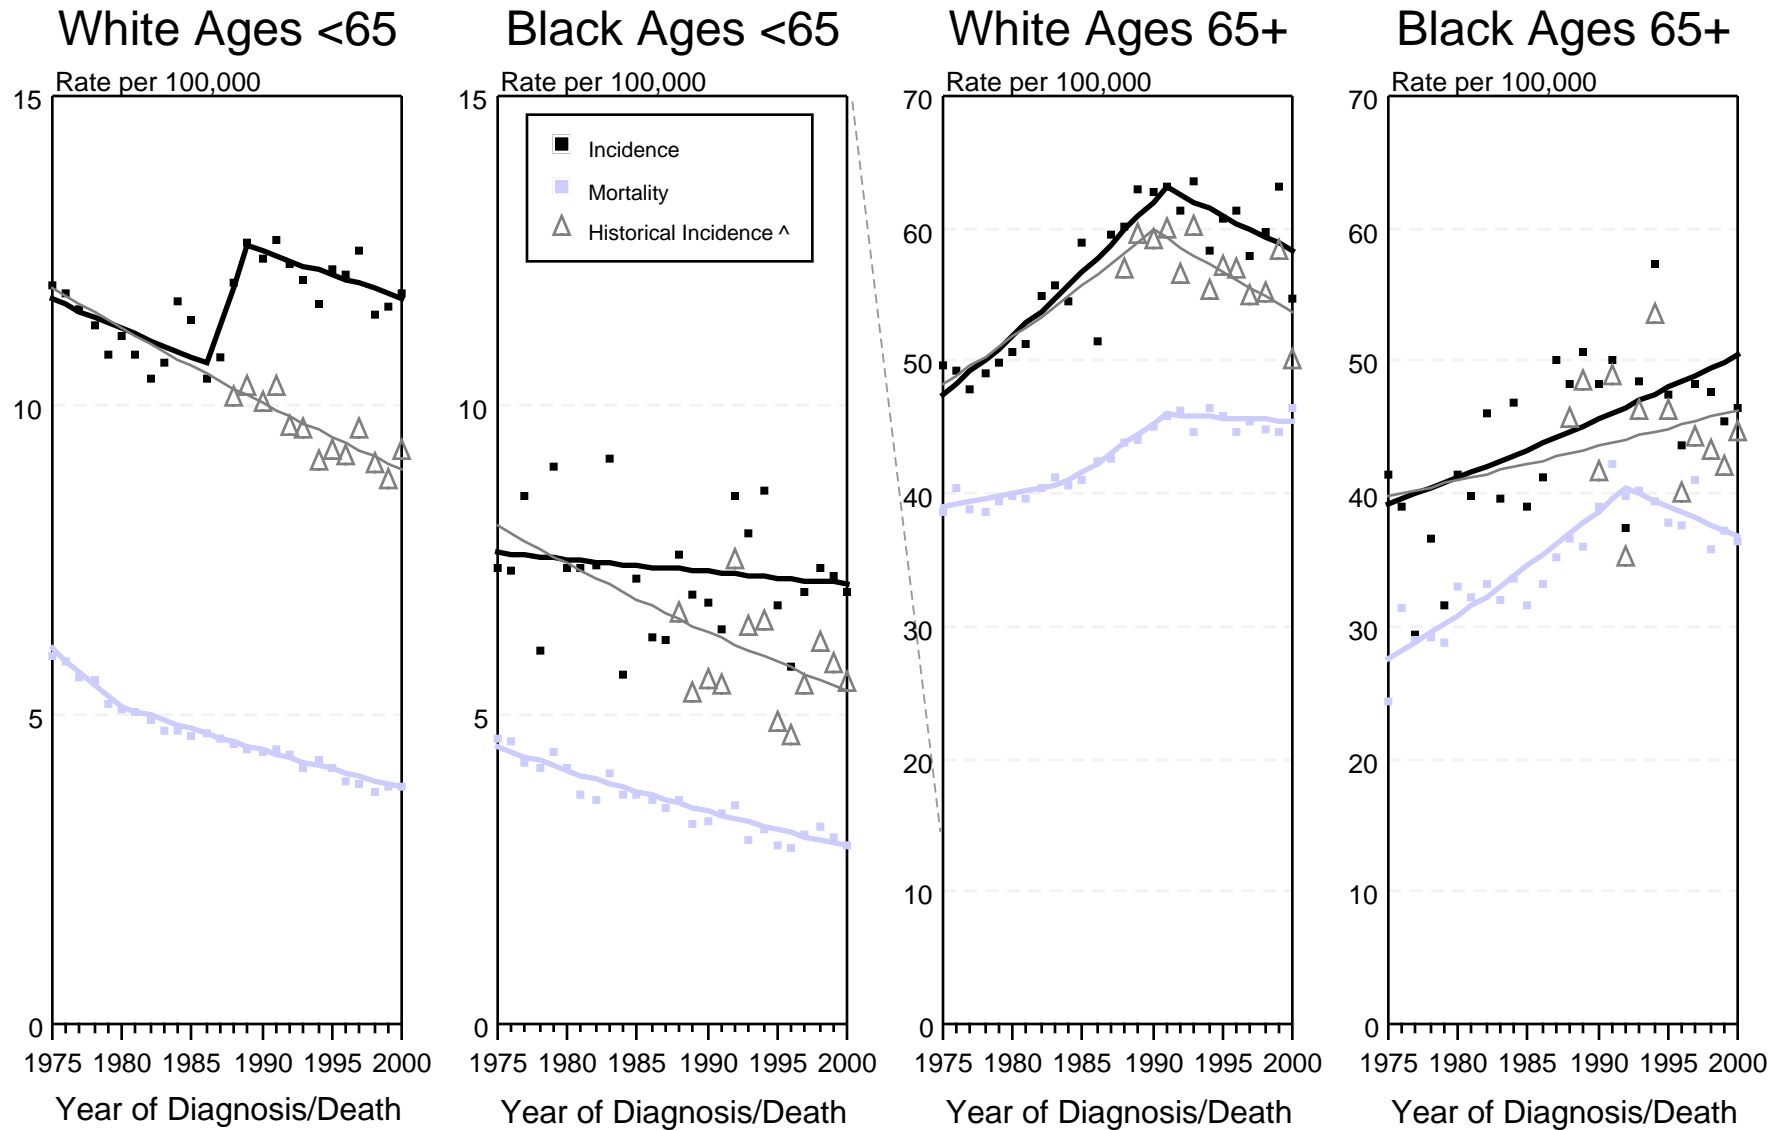 White Ages <65
Black Ages <65
White Ages 65+
Black Ages 65+
Rate per 100,000
Rate per 100,000
Rate per 100,000
Rate per 100,000
15
10
5
0
15
10
5
0
70
60
50
40
30
20
10
0
70
60
50
40
30
20
10
0
Incidence
Mortality
Historical Incidence ^
1975 1980 1985 1990 1995 2000
1975 1980 1985 1990 1995 2000
1975 1980 1985 1990 1995 2000
1975 1980 1985 1990 1995 2000
Year of Diagnosis/Death
Year of Diagnosis/Death
Year of Diagnosis/Death
Year of Diagnosis/Death